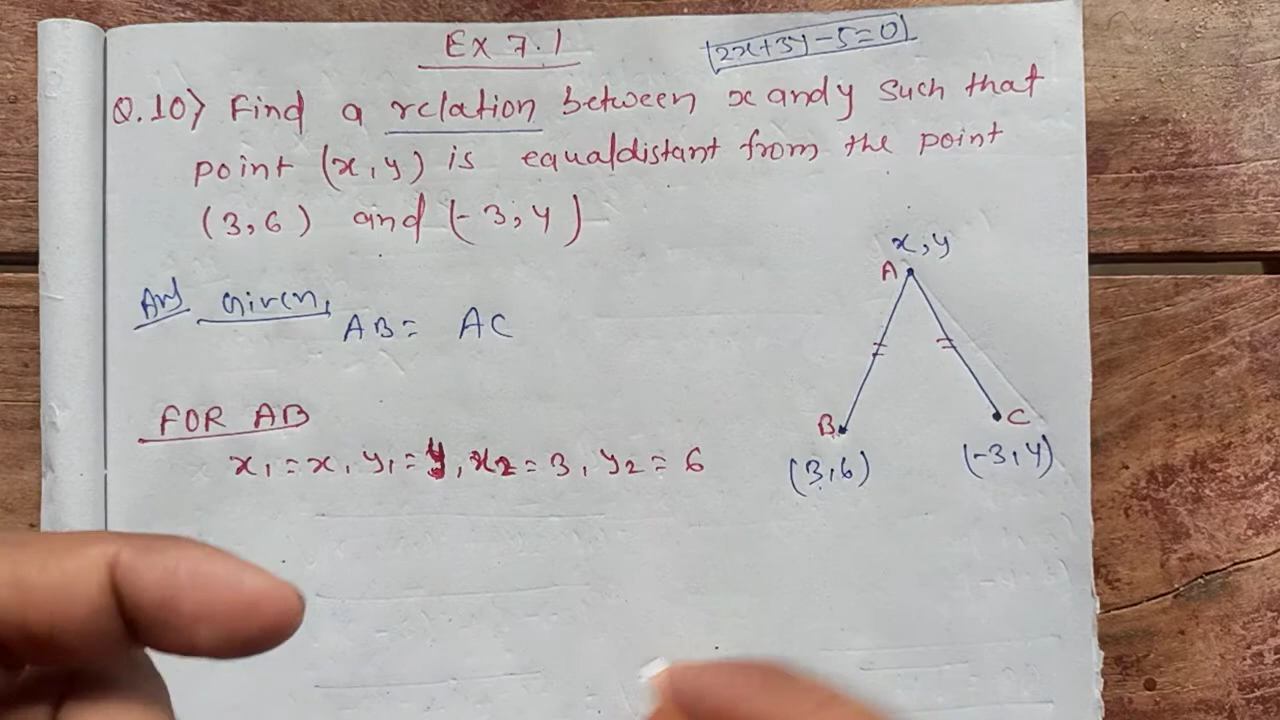 Ex 7.1
2x+3y-5=0
Q.10) Find a relation between x and y such that
point (x,y) is equaldistant from the point
(3,6) and (-3,4)
Ans Given,
AB= AC
x,y
A
FOR AB
B
C
x₁=x, y₁=y, x₂=3, y₂=6
(3,6)
(-3,4)